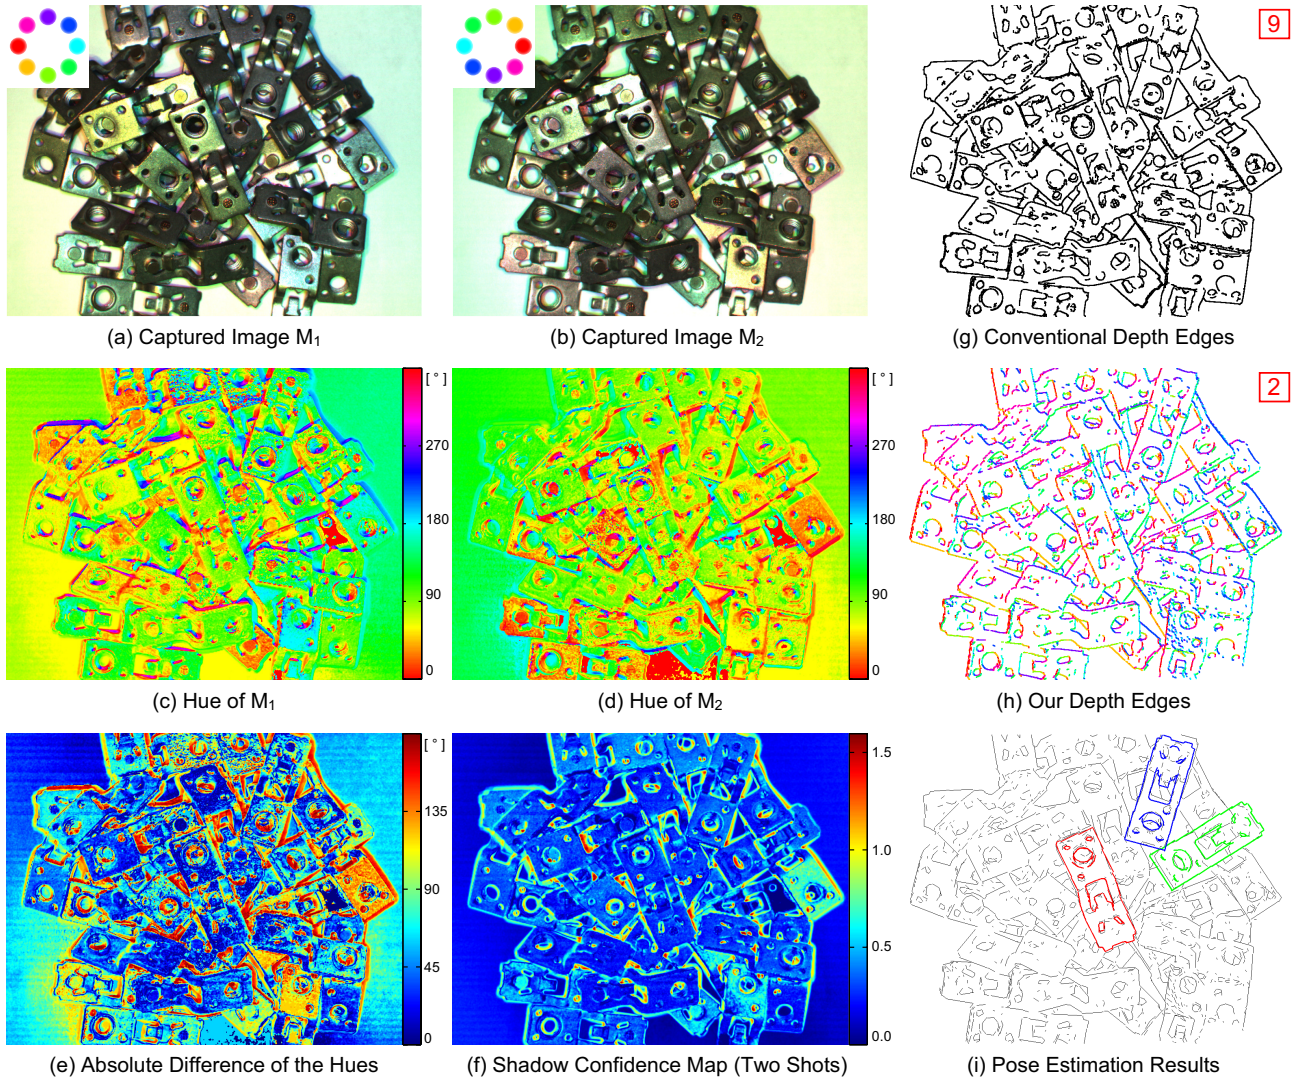 9
(a) Captured Image M1
(b) Captured Image M2
(g) Conventional Depth Edges
[°]
270
180
90
0
[°]
270
180
90
0
2
(c) Hue of M1
(d) Hue of M2
(h) Our Depth Edges
[°]
135
90
45
0
1.5
1.0
0.5
0.0
(e) Absolute Difference of the Hues
(f) Shadow Confidence Map (Two Shots)
(i) Pose Estimation Results